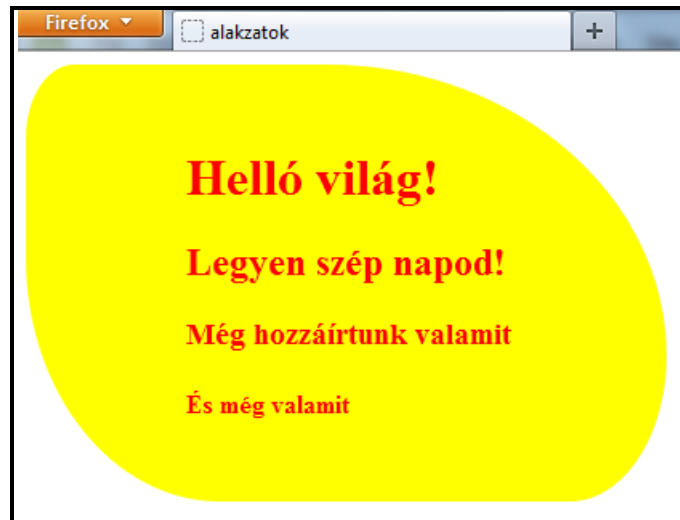 Firefox
alakzatok
+
Helló világ!
Legyen szép napod!
Még hozzáírtunk valamit
És még valamit